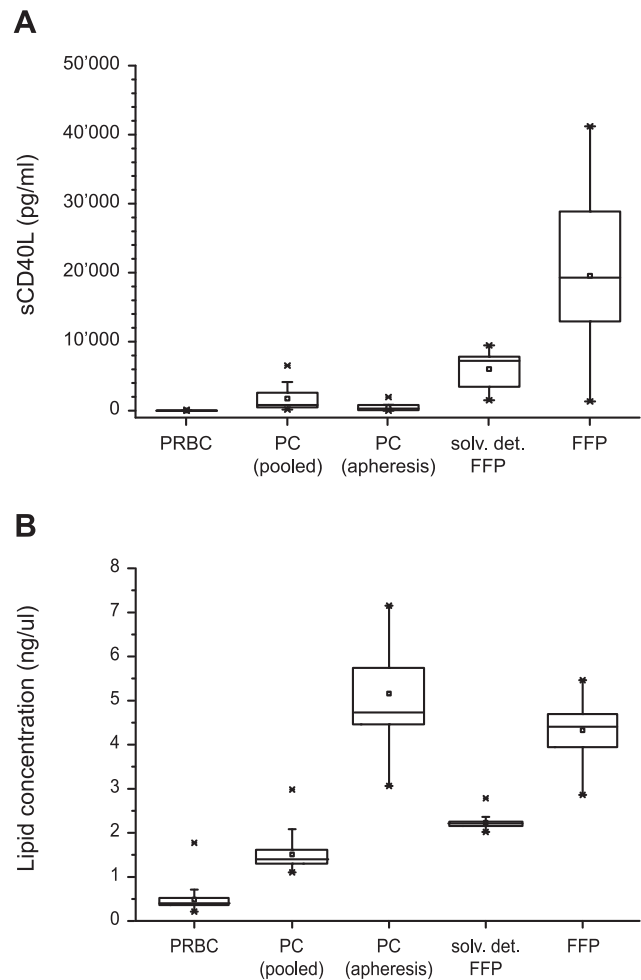 A
50'000
40'000
30'000
20'000
10'000
0
sCD40L (pg/ml)
PRBC
PC
(pooled)
PC
(apheresis)
solv. det.
FFP
FFP
B
8
7
6
5
4
3
2
1
0
Lipid concentration (ng/ul)
PRBC
PC
(pooled)
PC
(apheresis)
solv. det.
FFP
FFP